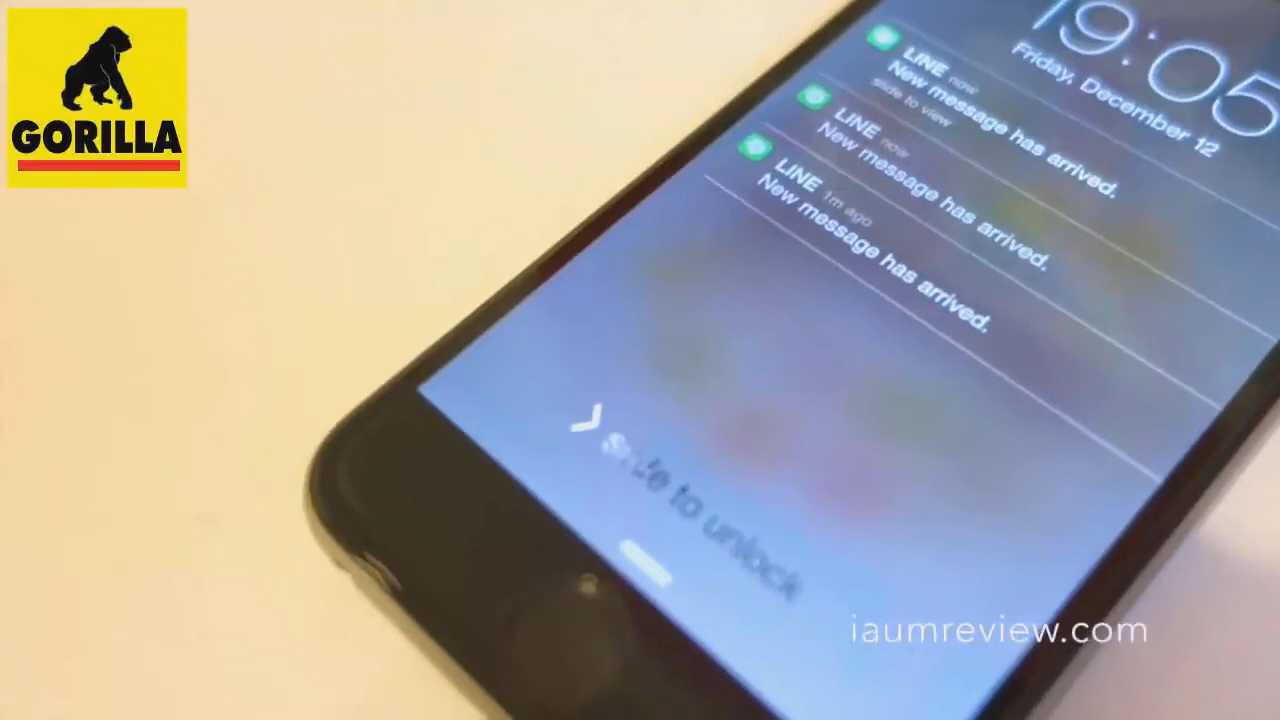 GORILLA
19:05
Friday, December 12
LINE now
New message has arrived.
slide to view
LINE now
New message has arrived.
LINE 1m ago
New message has arrived.
Slide to unlock
iaumreview.com